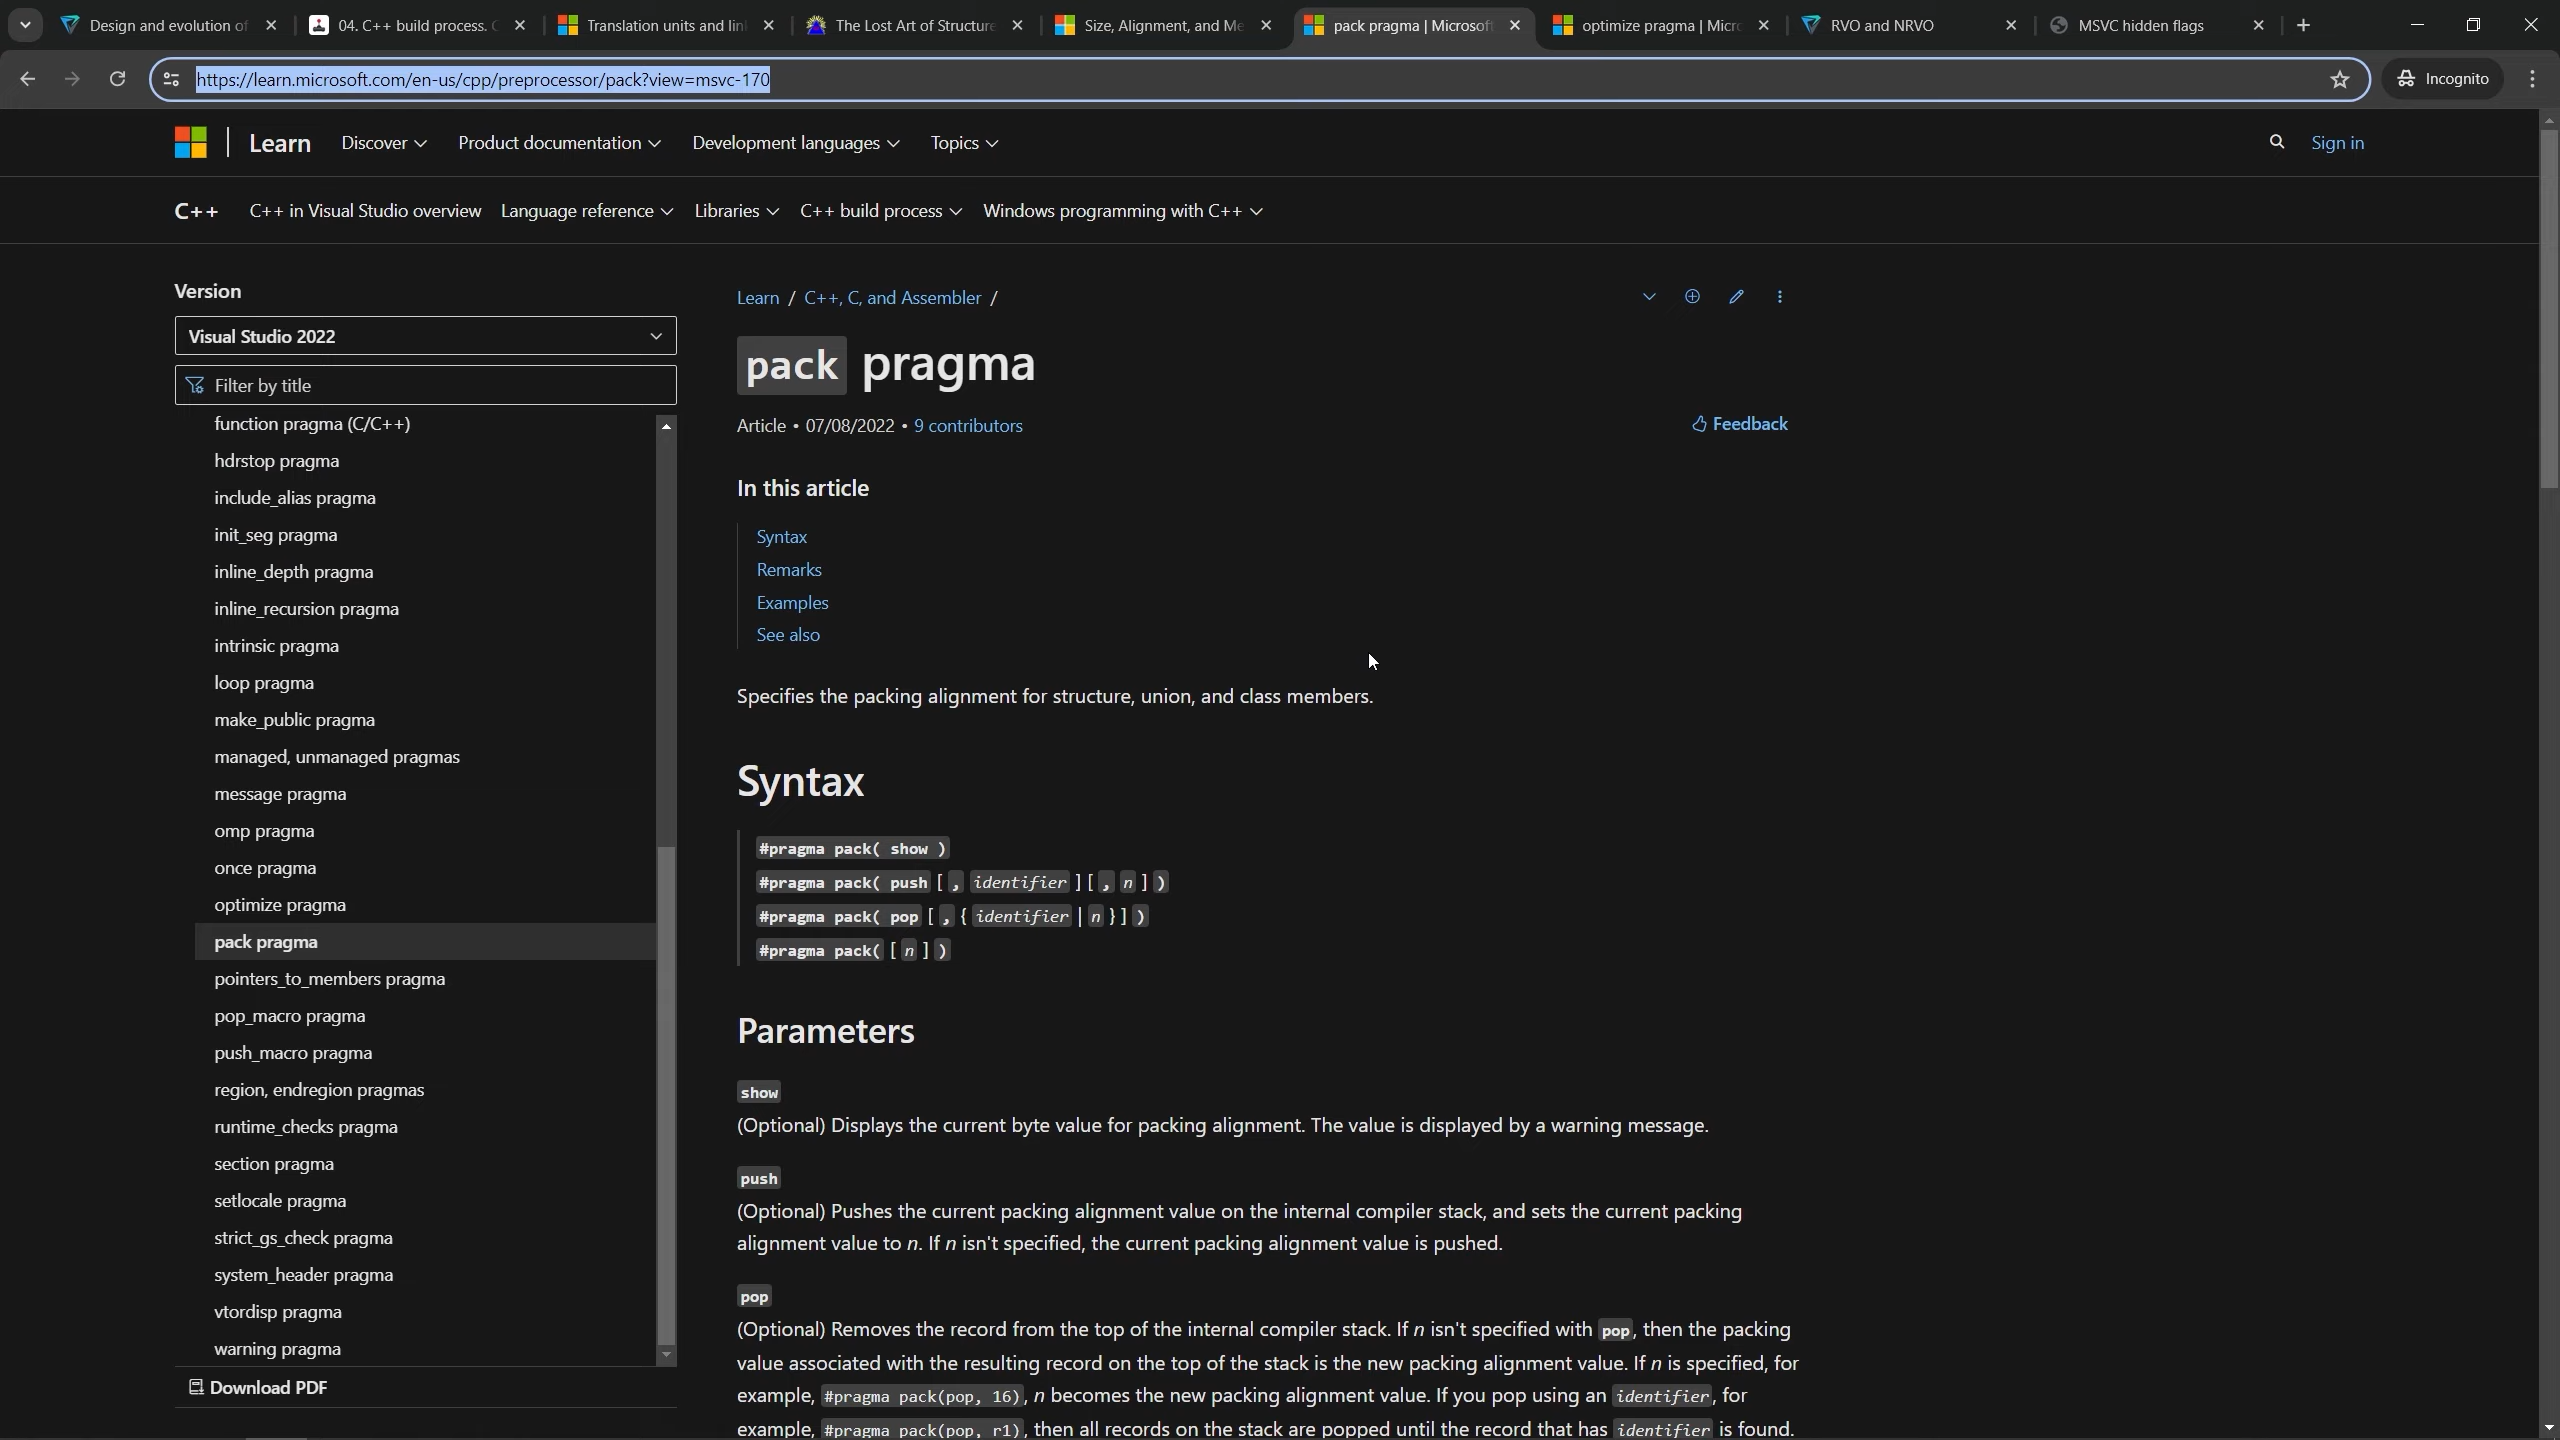 Design and evolution of
04. C++ build process. C
Translation units and lin
The Lost Art of Structure
Size, Alignment, and Me
pack pragma | Microsoft
optimize pragma | Micro
RVO and NRVO
MSVC hidden flags
https://learn.microsoft.com/en-us/cpp/preprocessor/pack?view=msvc-170
Incognito
Learn
Discover
Product documentation
Development languages
Topics
Sign in
C++
C++ in Visual Studio overview
Language reference
Libraries
C++ build process
Windows programming with C++
Version
Visual Studio 2022
Filter by title
function pragma (C/C++)
hdrstop pragma
include_alias pragma
init_seg pragma
inline_depth pragma
inline_recursion pragma
intrinsic pragma
loop pragma
make_public pragma
managed, unmanaged pragmas
message pragma
omp pragma
once pragma
optimize pragma
pack pragma
pointers_to_members pragma
pop_macro pragma
push_macro pragma
region, endregion pragmas
runtime_checks pragma
section pragma
setlocale pragma
strict_gs_check pragma
system_header pragma
vtordisp pragma
warning pragma
Download PDF
Learn / C++, C, and Assembler /
pack pragma
Article • 07/08/2022 • 9 contributors
Feedback
In this article
Syntax
Remarks
Examples
See also
Specifies the packing alignment for structure, union, and class members.
Syntax
#pragma pack( show )
#pragma pack( push [ , identifier ] [ , n ] )
#pragma pack( pop [ , { identifier | n }] )
#pragma pack( [ n ] )
Parameters
show
(Optional) Displays the current byte value for packing alignment. The value is displayed by a warning message.
push
(Optional) Pushes the current packing alignment value on the internal compiler stack, and sets the current packing
alignment value to n. If n isn't specified, the current packing alignment value is pushed.
pop
(Optional) Removes the record from the top of the internal compiler stack. If n isn't specified with pop, then the packing
value associated with the resulting record on the top of the stack is the new packing alignment value. If n is specified, for
example, #pragma pack(pop, 16), n becomes the new packing alignment value. If you pop using an identifier, for
example, #pragma pack(pop, r1), then all records on the stack are popped until the record that has identifier is found.